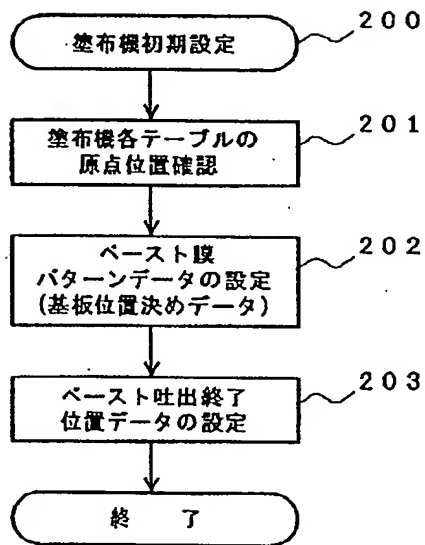 塗布機初期設定
200
塗布機各テーブルの
原点位置確認
201
ペースト膜
パターンデータの設定
(基板位置決めデータ)
202
ペースト吐出終了
位置データの設定
203
終 了